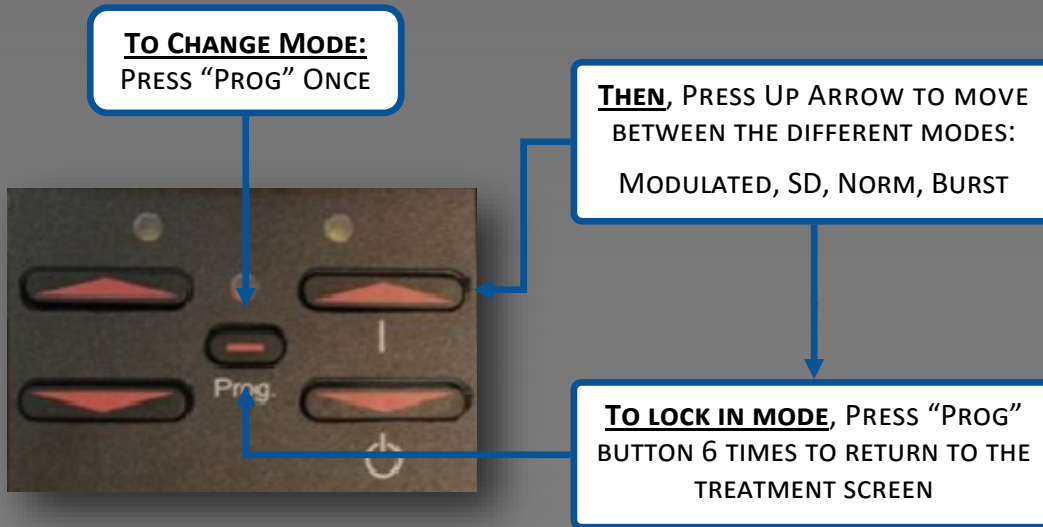 TO CHANGE MODE:
PRESS “PROG” ONCE
THEN, PRESS UP ARROW TO MOVE
BETWEEN THE DIFFERENT MODES:
MODULATED, SD, NORM, BURST
Prog.
TO LOCK IN MODE, PRESS “PROG”
BUTTON 6 TIMES TO RETURN TO THE
TREATMENT SCREEN